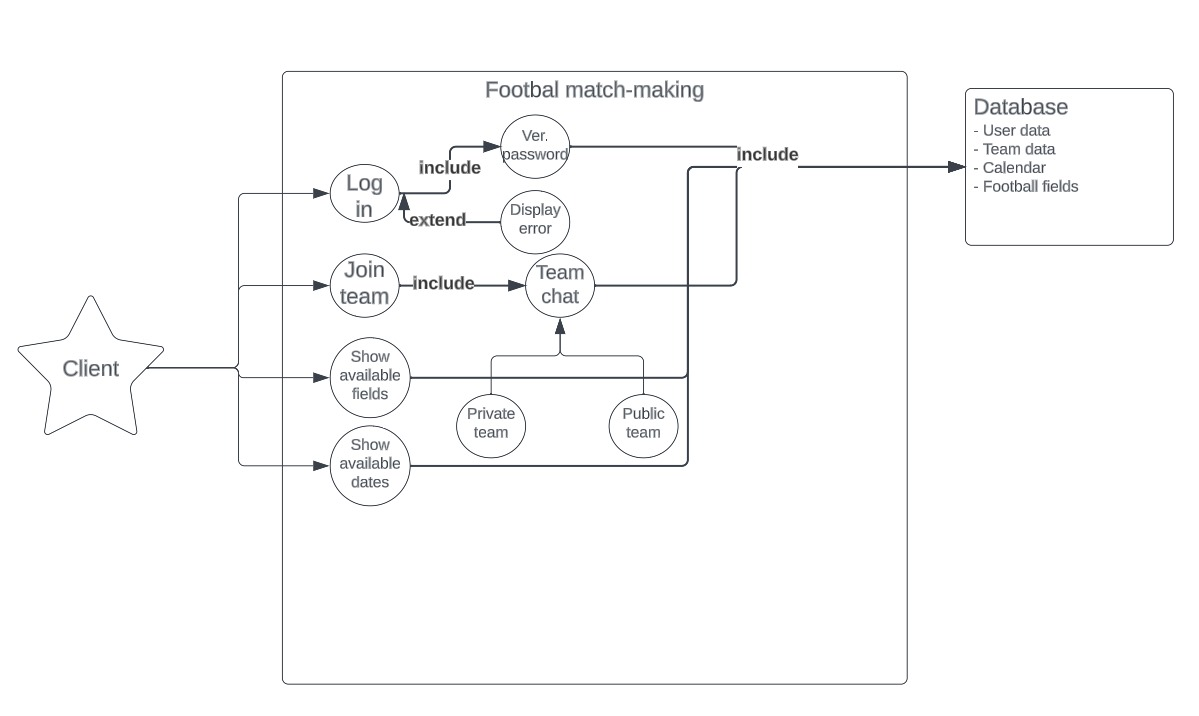 Footbal match-making
Database
- User data
- Team data
- Calendar
- Football fields
Ver.
password
include
include
Log
in
Display
error
extend
Join
team
include
Team
chat
Client
Show
available
fields
Private
team
Public
team
Show
available
dates